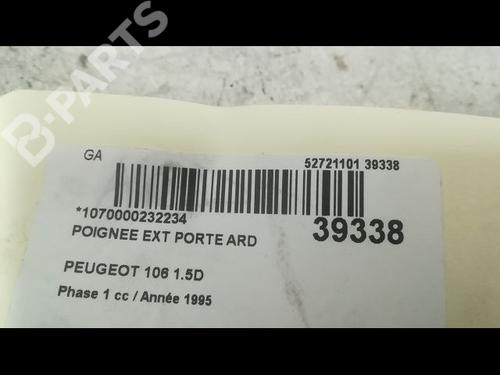 B-PARTS
GA
52721101 39338
*1070000232234
39338
POIGNEE EXT PORTE ARD
PEUGEOT 106 1.5D
Phase 1 cc / Année 1995